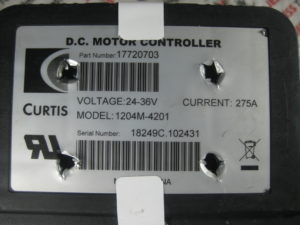 D.C. MOTOR CONTROLLER
Part Number: 17720703
CURTIS
VOLTAGE: 24-36V CURRENT: 275A
MODEL: 1204M-4201
Serial Number: 18249C.102431